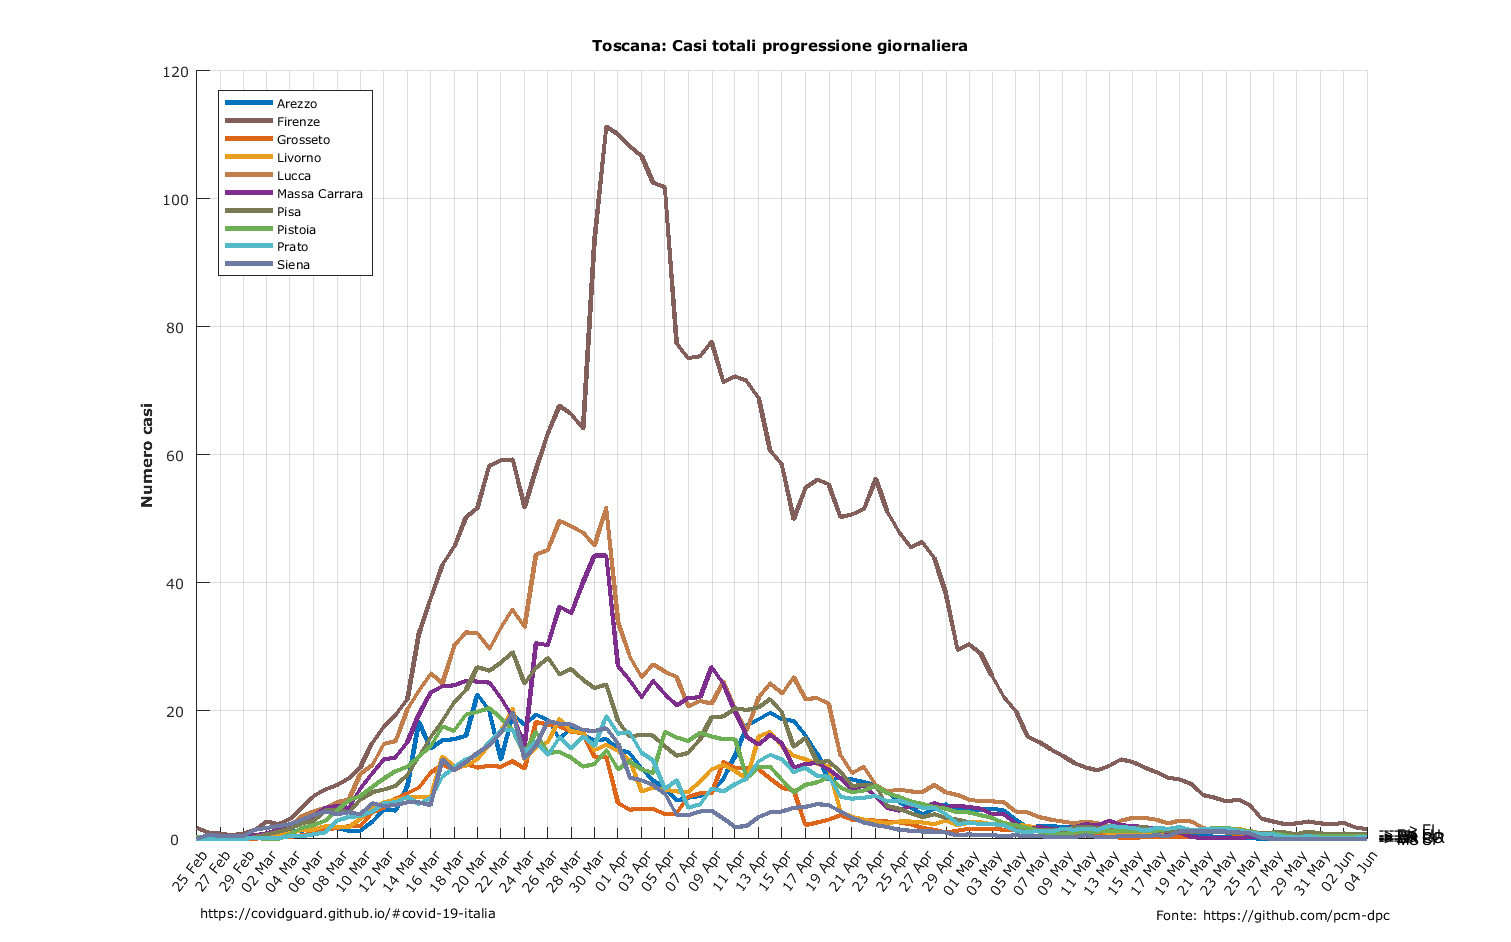 Toscana: Casi totali progressione giornaliera
Numero casi
120
100
80
60
40
20
0
Arezzo
Firenze
Grosseto
Livorno
Lucca
Massa Carrara
Pisa
Pistoia
Prato
Siena
25 Feb
27 Feb
29 Feb
02 Mar
04 Mar
06 Mar
08 Mar
10 Mar
12 Mar
14 Mar
16 Mar
18 Mar
20 Mar
22 Mar
24 Mar
26 Mar
28 Mar
30 Mar
01 Apr
03 Apr
05 Apr
07 Apr
09 Apr
11 Apr
13 Apr
15 Apr
17 Apr
19 Apr
21 Apr
23 Apr
25 Apr
27 Apr
29 Apr
01 May
03 May
05 May
07 May
09 May
11 May
13 May
15 May
17 May
19 May
21 May
23 May
25 May
27 May
29 May
31 May
02 Jun
04 Jun
https://covidguard.github.io/#covid-19-italia
Fonte: https://github.com/pcm-dpc